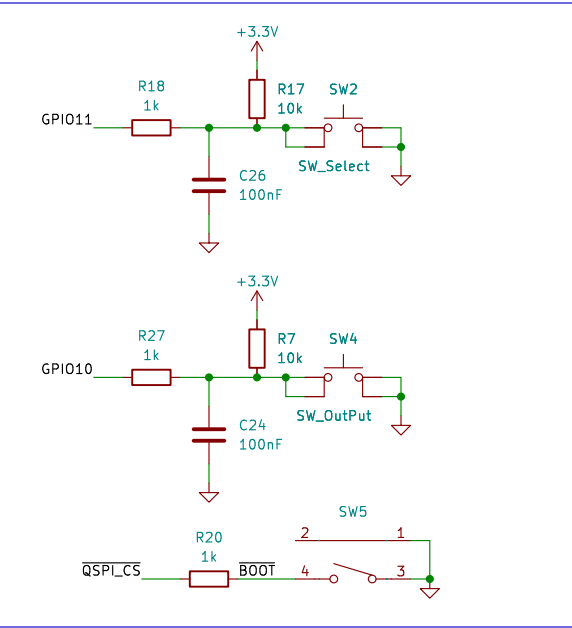 +3.3V
R18
1k
R17
10k
SW2
GPIO11
SW_Select
C26
100nF
+3.3V
R27
1k
R7
10k
SW4
GPIO10
SW_OutPut
C24
100nF
SW5
R20
1k
2
1
QSPI_CS
BOOT
4
3